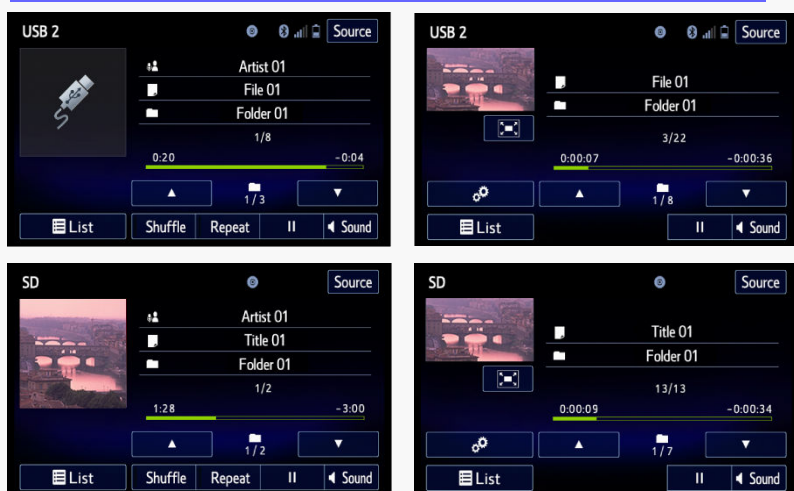 USB 2 Source
Artist 01
File 01
Folder 01
1/8
0:20 -0:04
1/3
List Shuffle Repeat Sound
USB 2 Source
File 01
Folder 01
3/22
0:00:07 -0:00:36
1/8
List Sound
SD Source
Artist 01
Title 01
Folder 01
1/2
1:28 -3:00
1/2
List Shuffle Repeat Sound
SD Source
Title 01
Folder 01
13/13
0:00:09 -0:00:34
1/7
List Sound